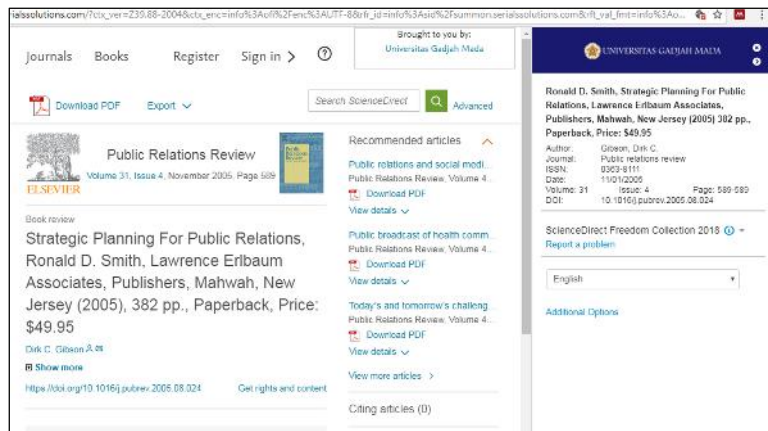 ialssolutions.com/?ctx_ver=Z39.88-2004&ctx_enc=info%3Aofi%2Fenc%3AUTF-8&rfr_id=info%3Asid%2Fsummon.serialssolutions.com&rft_val_fmt=info%3Ao...
Journals Books Register Sign in >
Brought to you by:
Universitas Gadjah Mada
Download PDF Export
Search ScienceDirect Advanced
ELSEVIER
Public Relations Review
Volume 31, Issue 4, November 2005, Page 589
Book review
Strategic Planning For Public Relations,
Ronald D. Smith, Lawrence Erlbaum
Associates, Publishers, Mahwah, New
Jersey (2005), 382 pp., Paperback, Price:
$49.95
Dirk C. Gibson
Show more
https://doi.org/10.1016/j.pubrev.2005.08.024 Get rights and content
Recommended articles
Public relations and social medi...
Public Relations Review, Volume 4...
Download PDF
View details
Public broadcast of health comm...
Public Relations Review, Volume 4...
Download PDF
View details
Today's and tomorrow's challeng...
Public Relations Review, Volume 4...
Download PDF
View details
View more articles >
Citing articles (0)
UNIVERSITAS GADJAH MADA
Ronald D. Smith, Strategic Planning For Public
Relations, Lawrence Erlbaum Associates,
Publishers, Mahwah, New Jersey (2005) 382 pp.,
Paperback, Price: $49.95
Author: Gibson, Dirk C.
Journal: Public relations review
ISSN: 0363-8111
Date: 11/01/2005
Volume: 31 Issue: 4 Page: 589-589
DOI: 10.1016/j.pubrev.2005.08.024
ScienceDirect Freedom Collection 2018
Report a problem
English
Additional Options